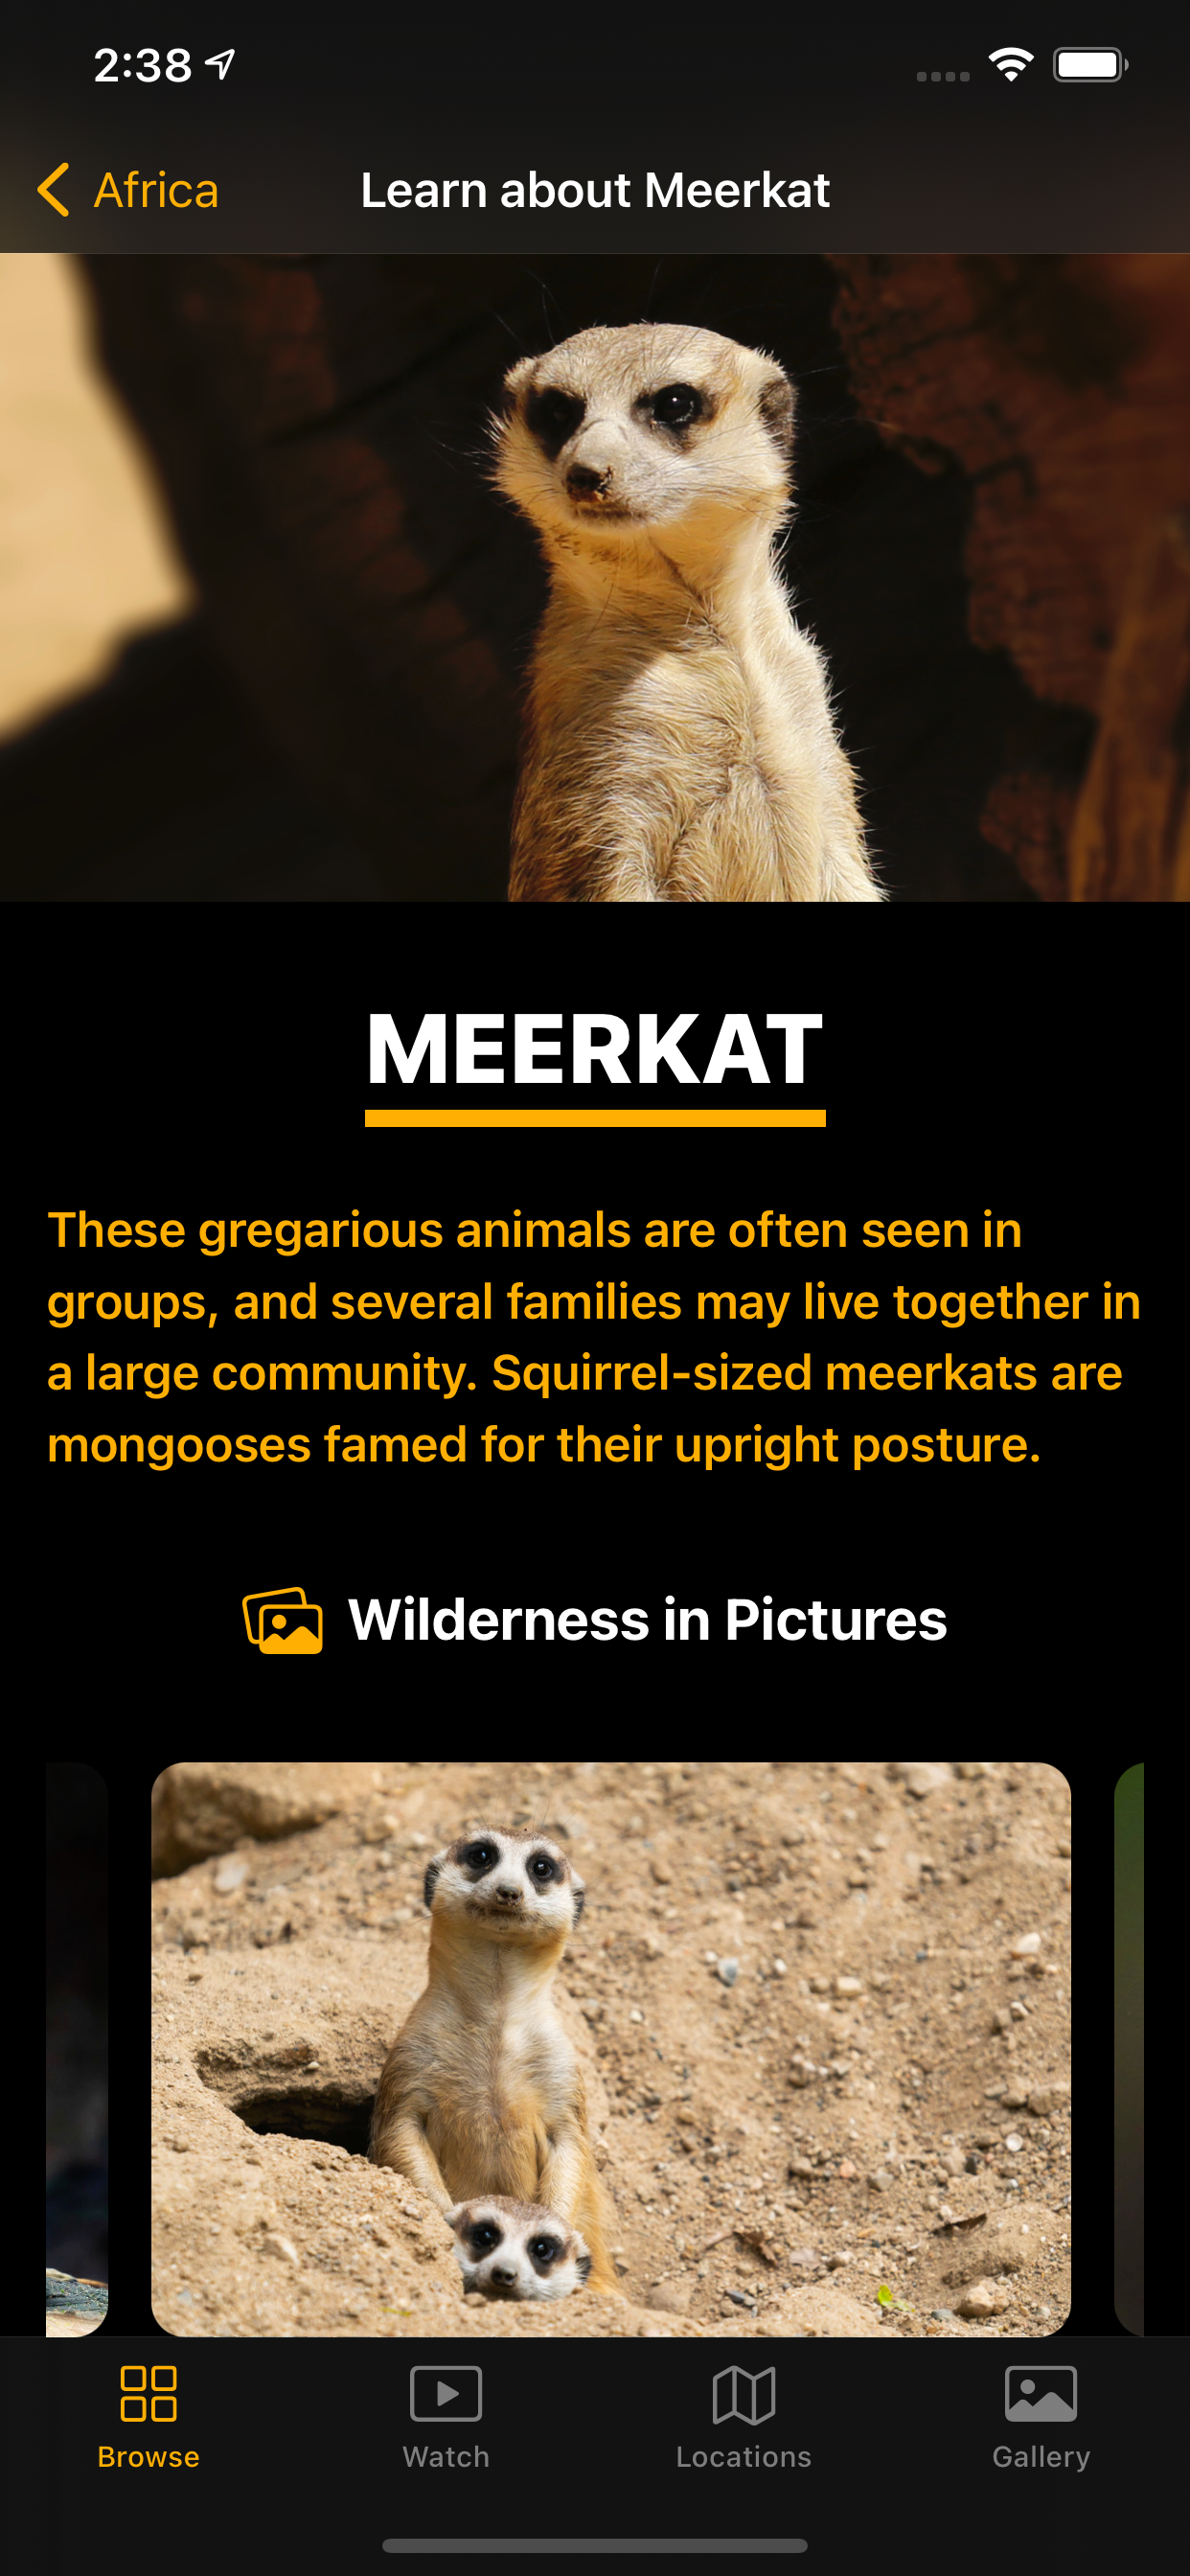 2:38
Africa
Learn about Meerkat
MEERKAT
These gregarious animals are often seen in
groups, and several families may live together in
a large community. Squirrel-sized meerkats are
mongooses famed for their upright posture.
Wilderness in Pictures
Browse
Watch
Locations
Gallery